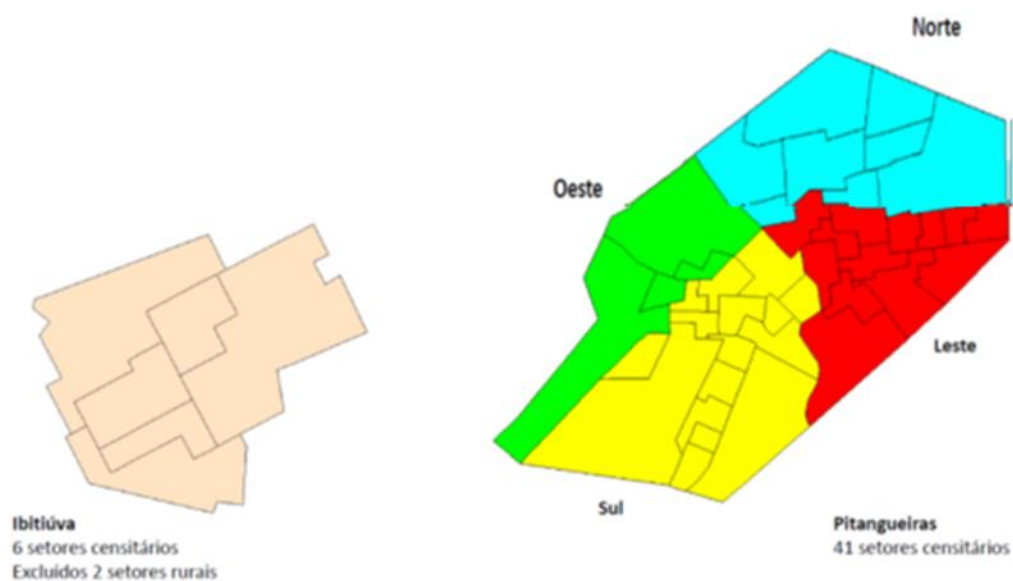 Norte
Oeste
Leste
Sul
Ibitiúva
6 setores censitários
Excluídos 2 setores rurais
Pitangueiras
41 setores censitários